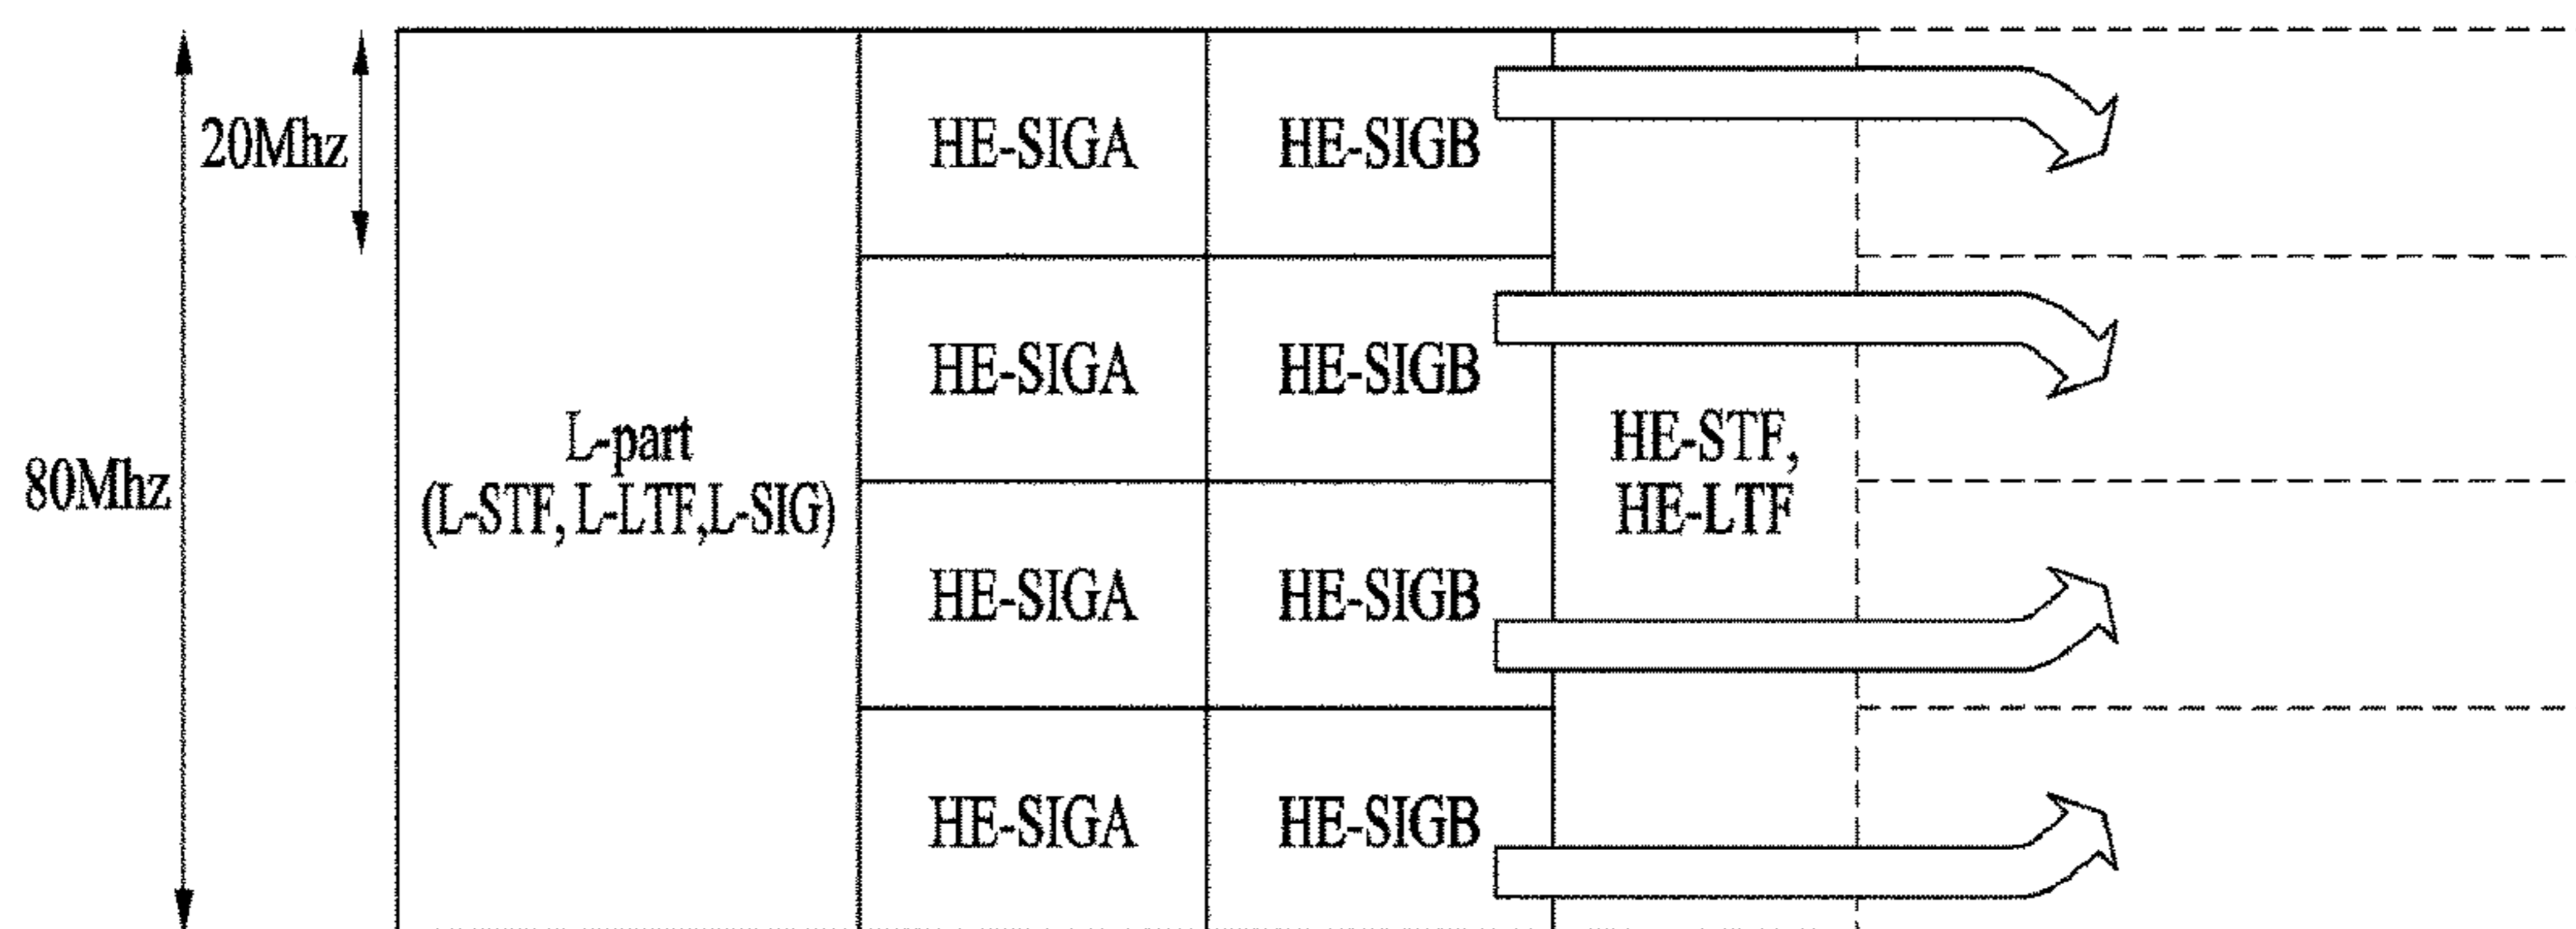 20Mhz
HE-SIGA
HE-SIGB
HE-SIGA
HE-SIGB
80Mhz
L-part
(L-STF, L-LTF,L-SIG)
HE-STF,
HE-LTF
HE-SIGA
HE-SIGB
HE-SIGA
HE-SIGB